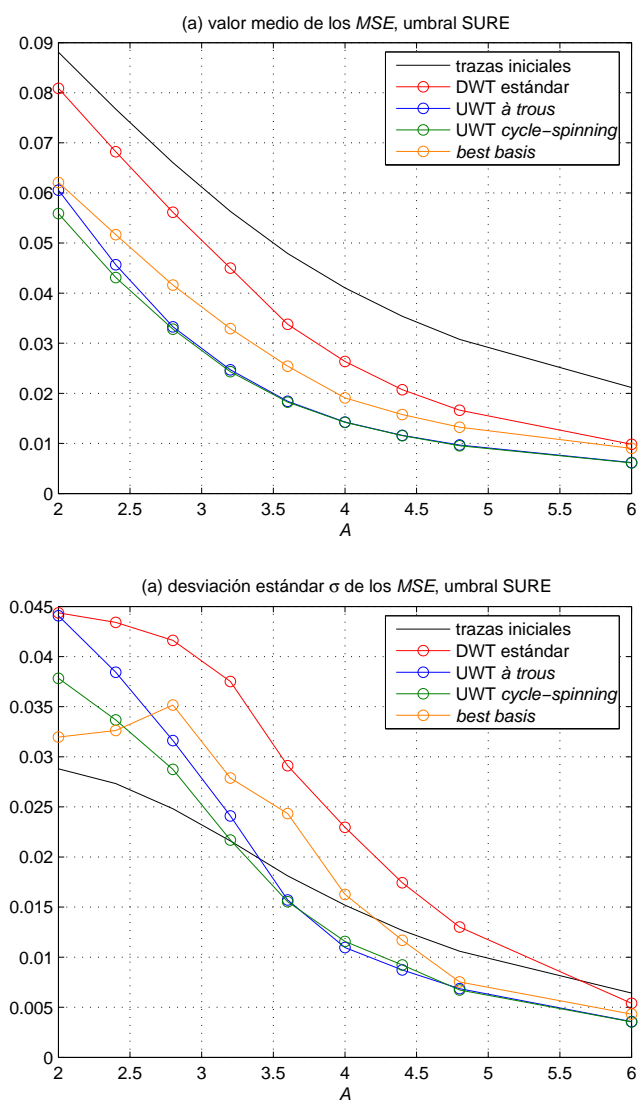 (a) valor medio de los MSE, umbral SURE
0.09
0.08
0.07
0.06
0.05
0.04
0.03
0.02
0.01
0
trazas iniciales
DWT estándar
UWT à trous
UWT cycle−spinning
best basis
2 2.5 3 3.5 4 4.5 5 5.5 6
A
(a) desviación estándar σ de los MSE, umbral SURE
0.045
0.04
0.035
0.03
0.025
0.02
0.015
0.01
0.005
0
trazas iniciales
DWT estándar
UWT à trous
UWT cycle−spinning
best basis
2 2.5 3 3.5 4 4.5 5 5.5 6
A